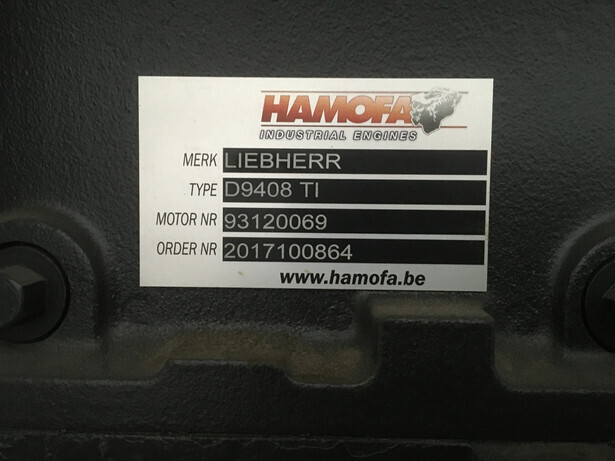 HAMOFA
INDUSTRIAL ENGINES
MERK LIEBHERR
TYPE D9408 TI
MOTOR NR 93120069
ORDER NR 2017100864
www.hamofa.be